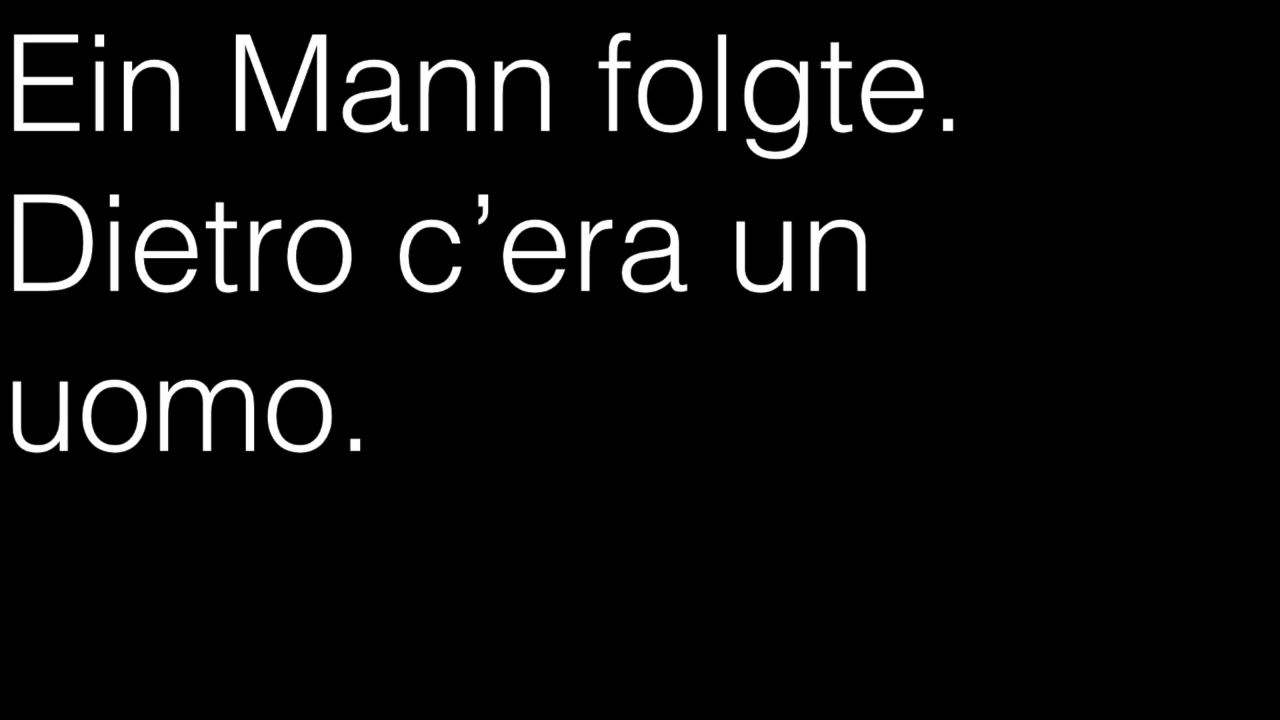 Ein Mann folgte.
Dietro c’era un
uomo.